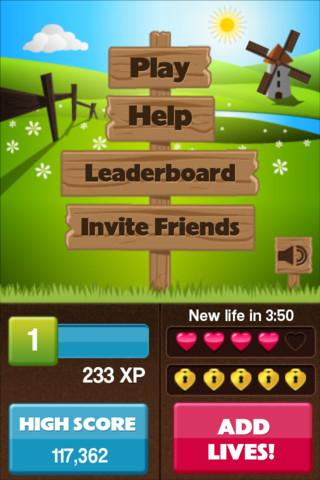 Play
Help
Leaderboard
Invite Friends
New life in 3:50
1
233 XP
HIGH SCORE
117,362
ADD
LIVES!